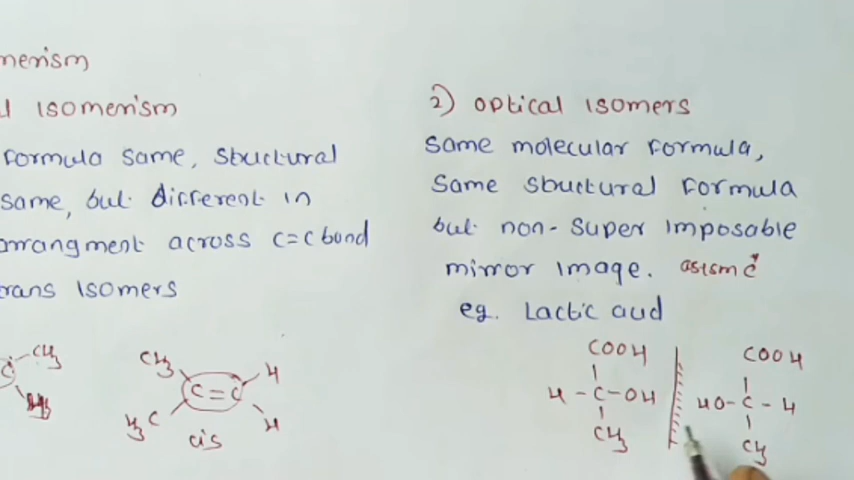 merism
l Isomerism
formula same, Structural
same, but different in
arrangment across C=C bond
rans Isomers
C CH3
CH3 H
C=C
H3C H
cis
2) Optical Isomers
Same molecular formula,
Same Structural formula
but non-Super imposable
mirror image. asism C*
eg. Lactic acid
COOH
H-C-OH
CH3
COOH
HO-C-H
CH3